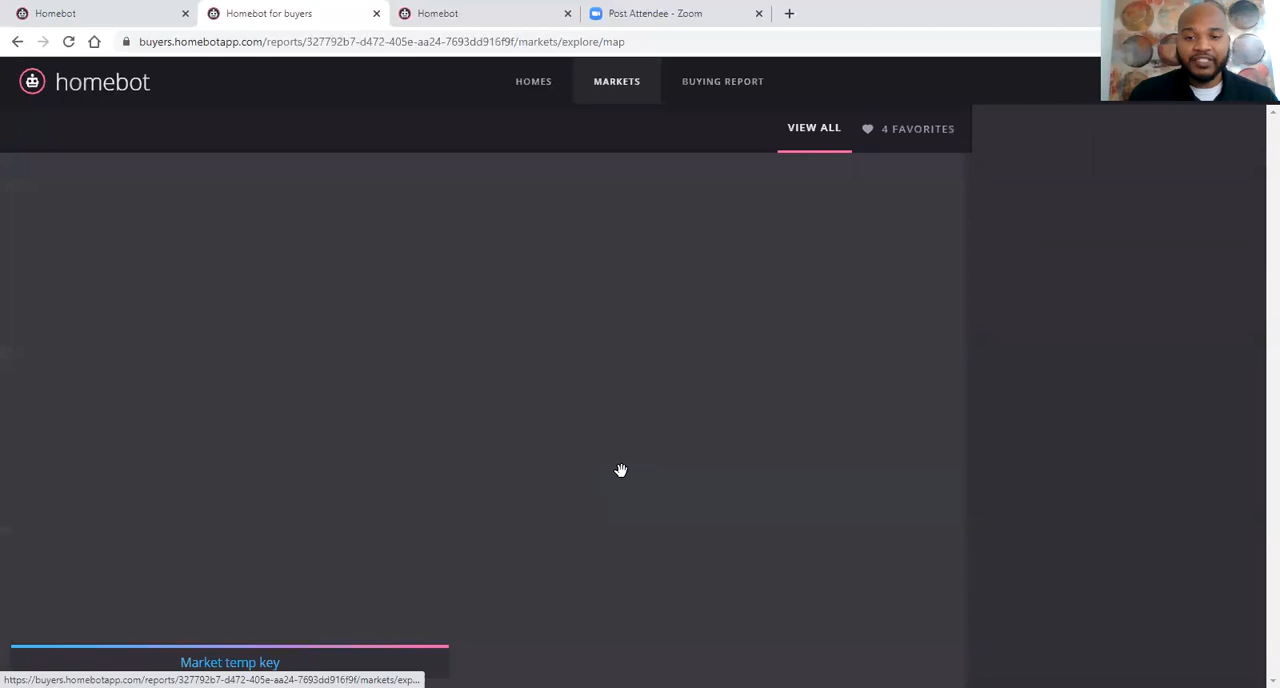 Homebot
Homebot for buyers
Homebot
Post Attendee - Zoom
buyers.homebotapp.com/reports/327792b7-d472-405e-aa24-7693dd916f9f/markets/explore/map
homebot
HOMES
MARKETS
BUYING REPORT
VIEW ALL
4 FAVORITES
Market temp key
https://buyers.homebotapp.com/reports/327792b7-d472-405e-aa24-7693dd916f9f/markets/exp...